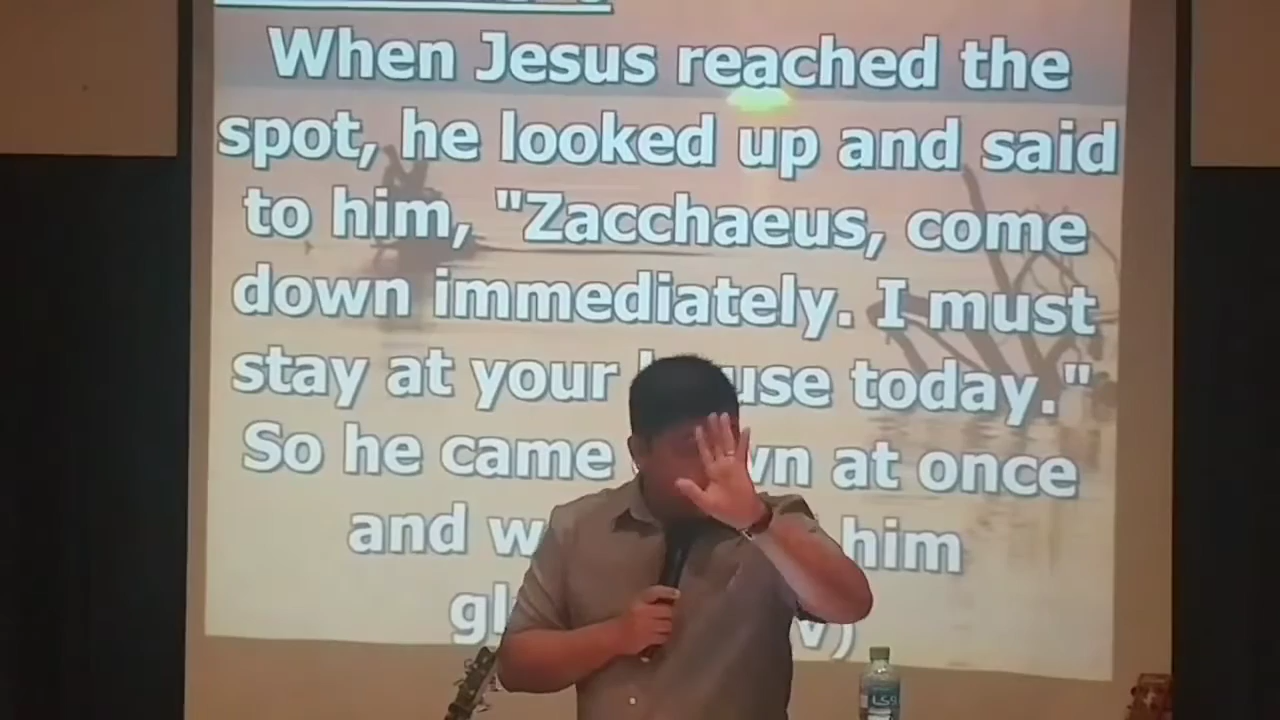 When Jesus reached the
spot, he looked up and said
to him, "Zacchaeus, come
down immediately. I must
stay at your use today."
So he came wn at once
and w him
gl v)